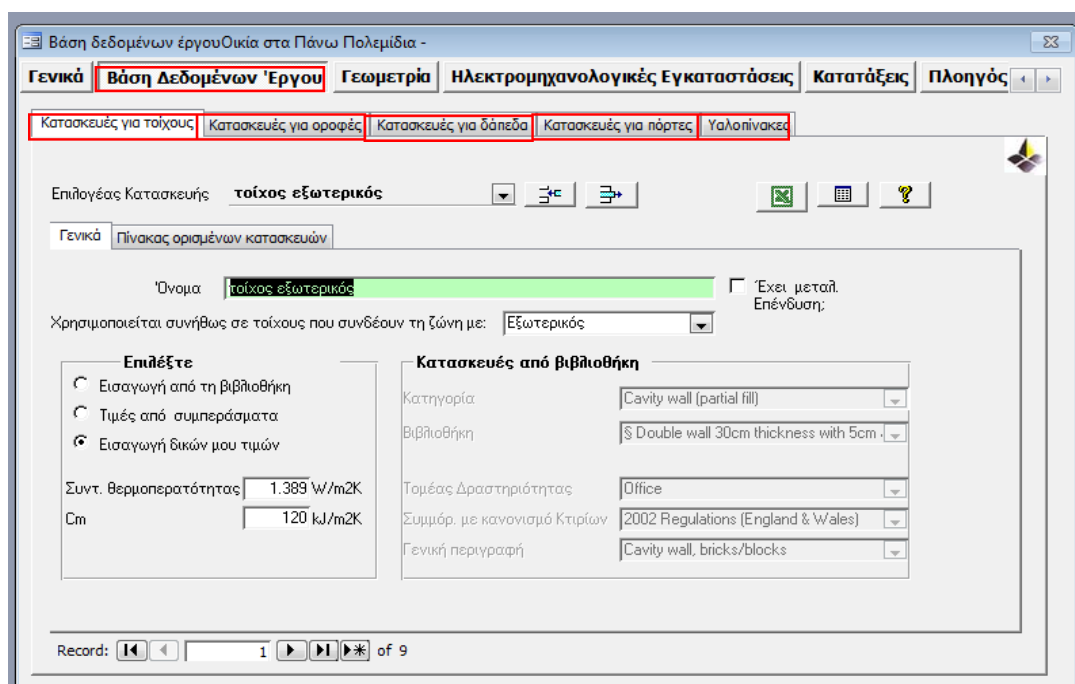 Βάση δεδομένων έργουΟικία στα Πάνω Πολεμίδια -
Γενικά Βάση Δεδομένων 'Εργου Γεωμετρία Ηλεκτρομηχανολογικές Εγκαταστάσεις Κατατάξεις Πλοηγός
Κατασκευές για τοίχους Κατασκευές για οροφές Κατασκευές για δάπεδα Κατασκευές για πόρτες Υαλοπίνακες
Επιλογέας Κατασκευής τοίχος εξωτερικός
Γενικά Πίνακας ορισμένων κατασκευών
'Ονομα τοίχος εξωτερικός Έχει μεταλ.
Επένδυση;
Χρησιμοποιείται συνήθως σε τοίχους που συνδέουν τη ζώνη με: Εξωτερικός
Επιλέξτε Κατασκευές από βιβλιοθήκη
Εισαγωγή από τη βιβλιοθήκη
Κατηγορία Cavity wall (partial fill)
Τιμές από συμπεράσματα
Βιβλιοθήκη § Double wall 30cm thickness with 5cm
Εισαγωγή δικών μου τιμών
Συντ. θερμοπερατότητας 1.389 W/m2K Τομέας Δραστηριότητας Office
Cm 120 kJ/m2K Συμμόρ. με κανονισμό Κτιρίων 2002 Regulations (England & Wales)
Γενική περιγραφή Cavity wall, bricks/blocks
Record: 1 of 9